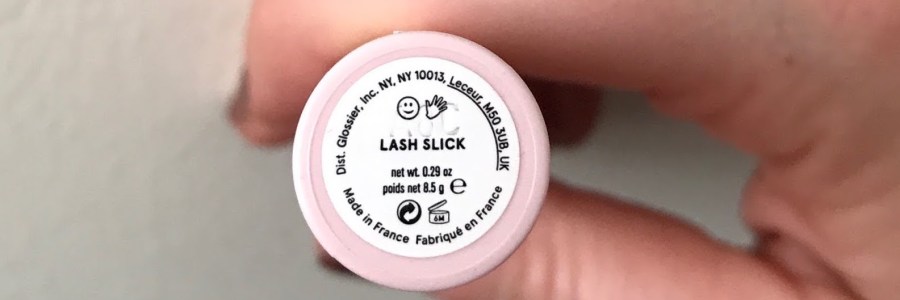 Dist. Glossier, Inc. NY, NY 10013, Leceur, M50 3UB, UK
LASH SLICK
net wt. 0.29 oz
poids net 8.5 g e
6M
Made in France Fabriqué en France